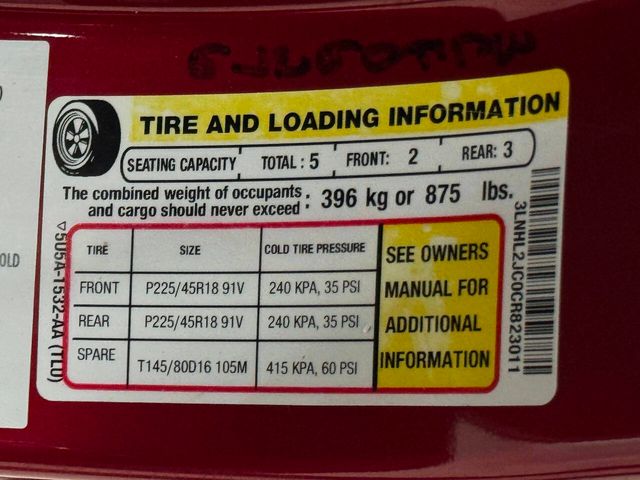 TIRE AND LOADING INFORMATION
SEATING CAPACITY TOTAL : 5 FRONT: 2 REAR: 3
The combined weight of occupants and cargo should never exceed : 396 kg or 875 lbs.
TIRE SIZE COLD TIRE PRESSURE
FRONT P225/45R18 91V 240 KPA, 35 PSI
REAR P225/45R18 91V 240 KPA, 35 PSI
SPARE T145/80D16 105M 415 KPA, 60 PSI
SEE OWNERS
MANUAL FOR
ADDITIONAL
INFORMATION
3LNHL2JC0CR823011
▽5U5A-1532-AA (TLU)
OLD